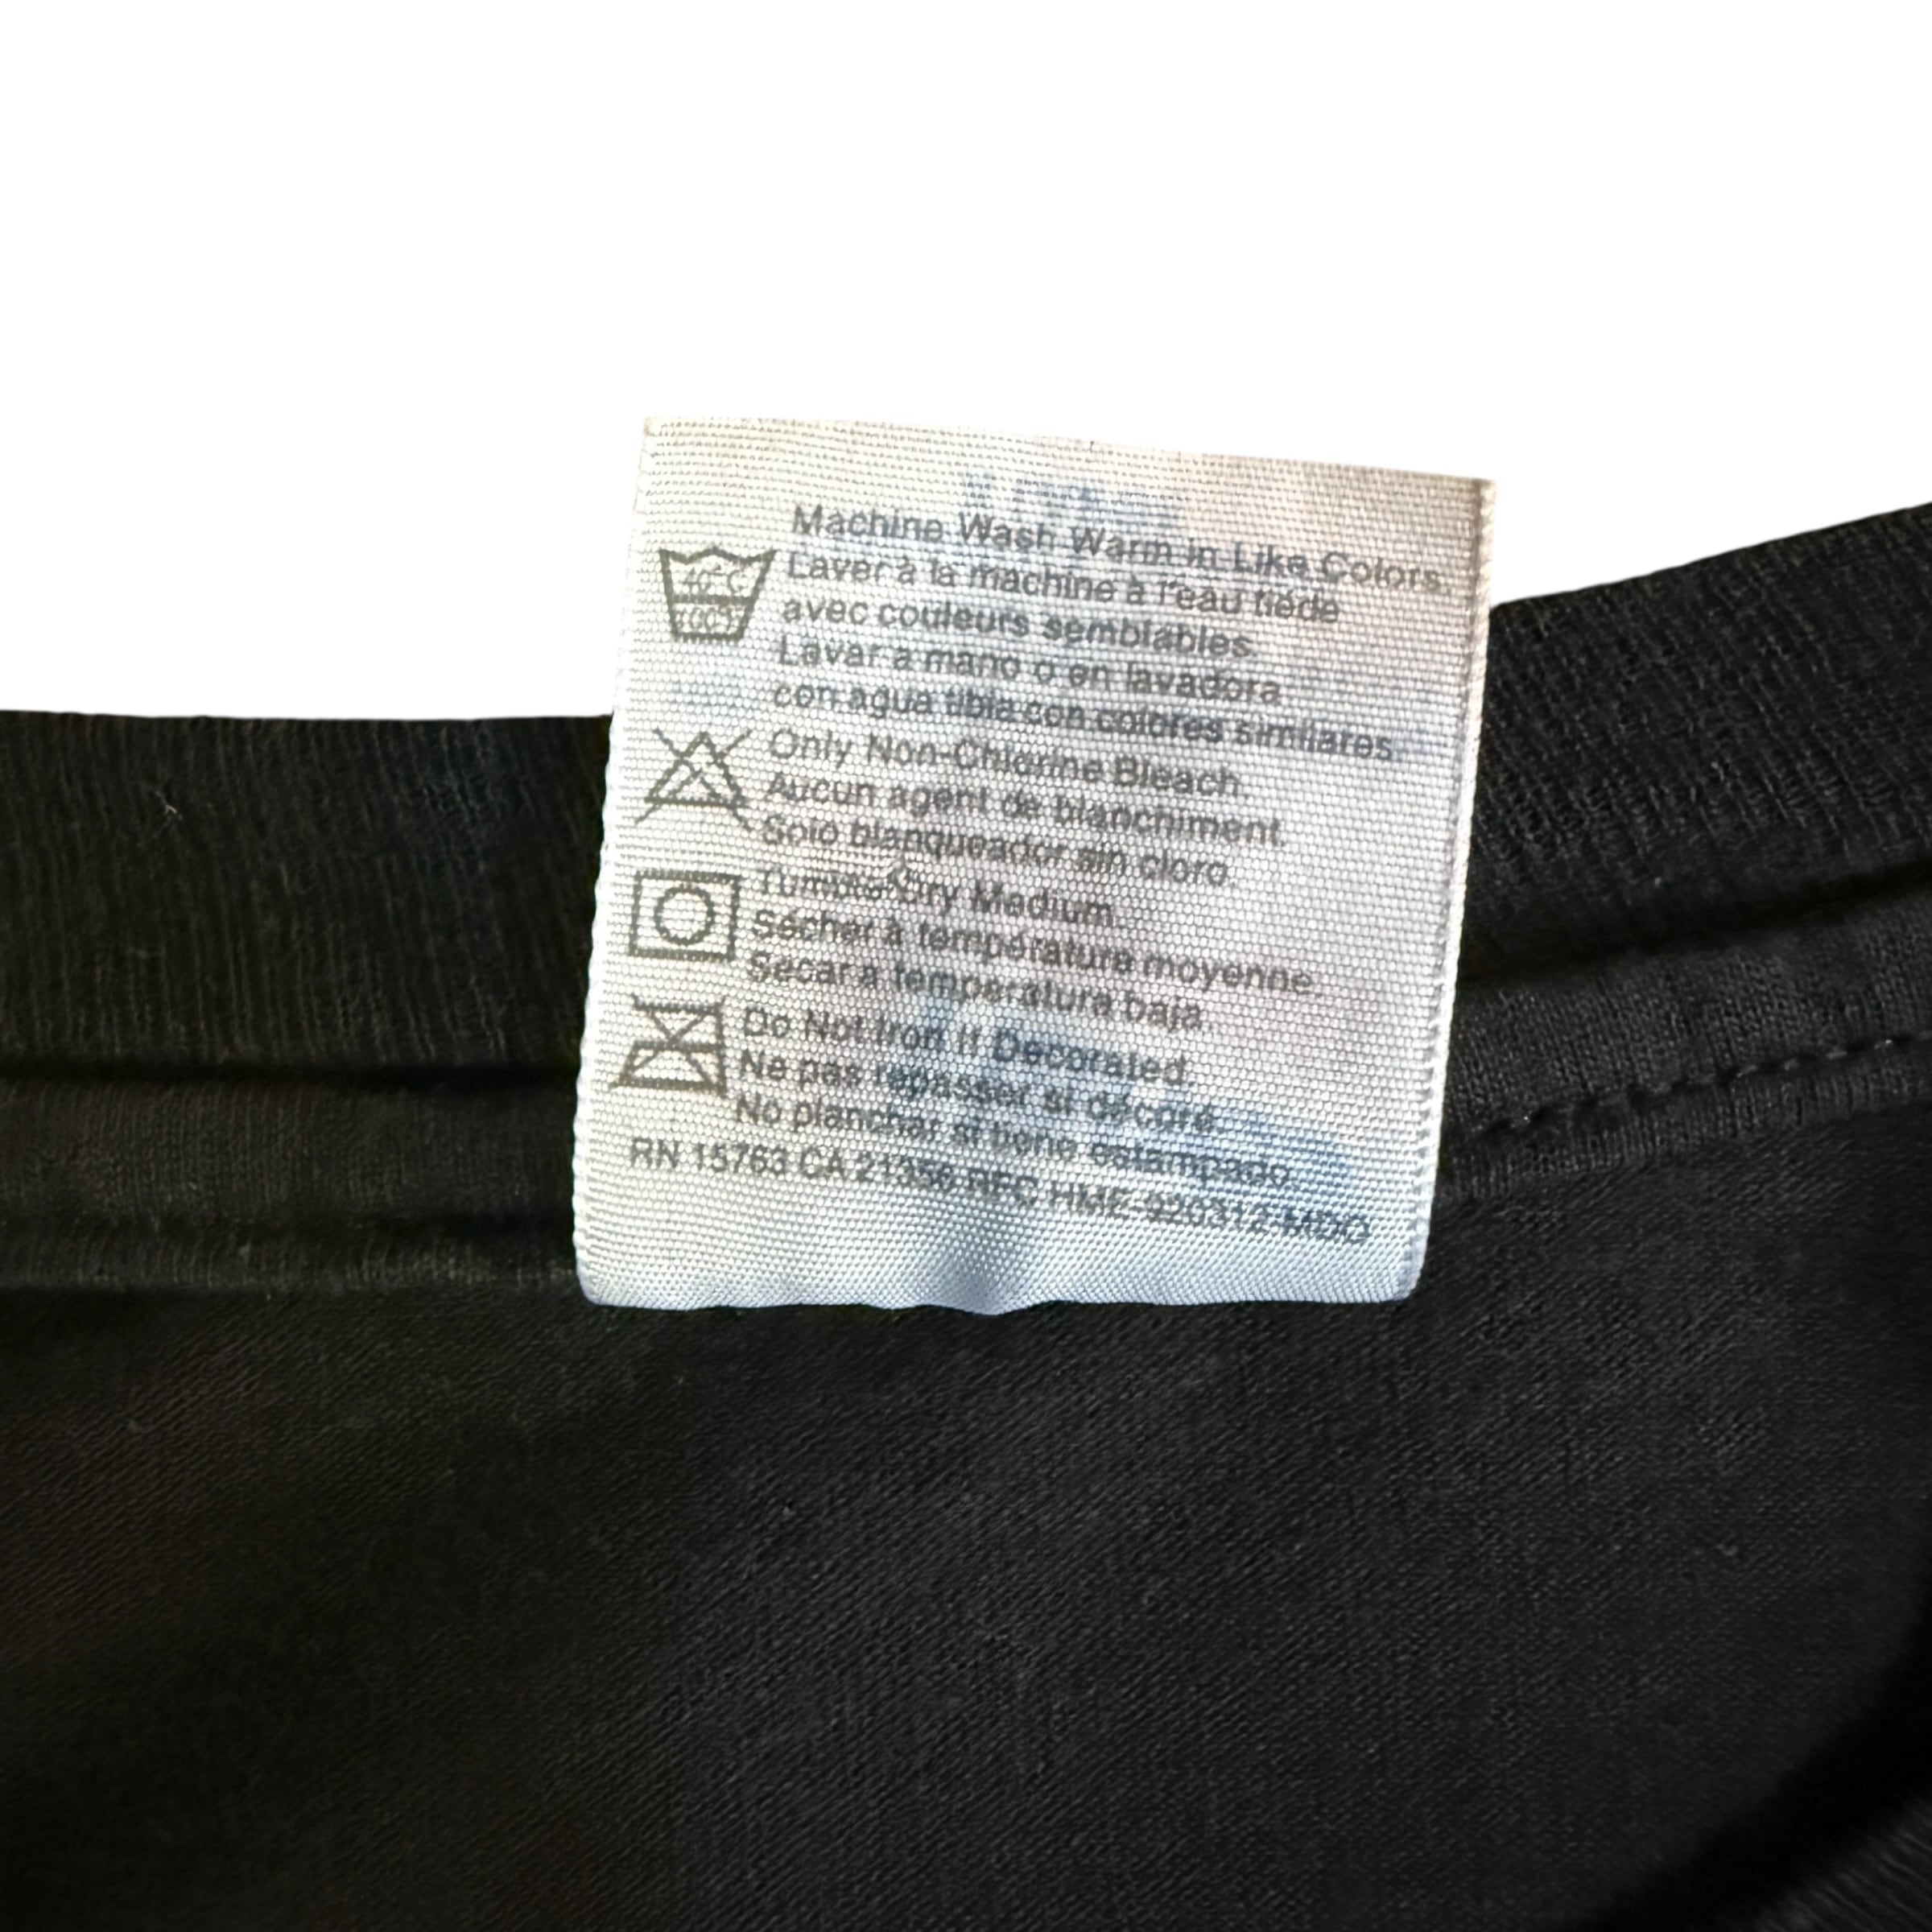 Machine Wash Warm in Like Colors.
40°C
Laver à la machine à l'eau tiède
avec couleurs semblables.
Lavar a mano o en lavadora
con agua tibia con colores similares.
Only Non-Chlorine Bleach.
Aucun agent de blanchiment.
Solo blanqueador sin cloro.
Tumble Dry Medium.
Sécher à température moyenne.
Secar a temperatura baja.
Do Not Iron If Decorated.
Ne pas repasser si décoré.
No planchar si tiene estampado.
RN 15763 CA 21356 RFC HME-920312-MDO